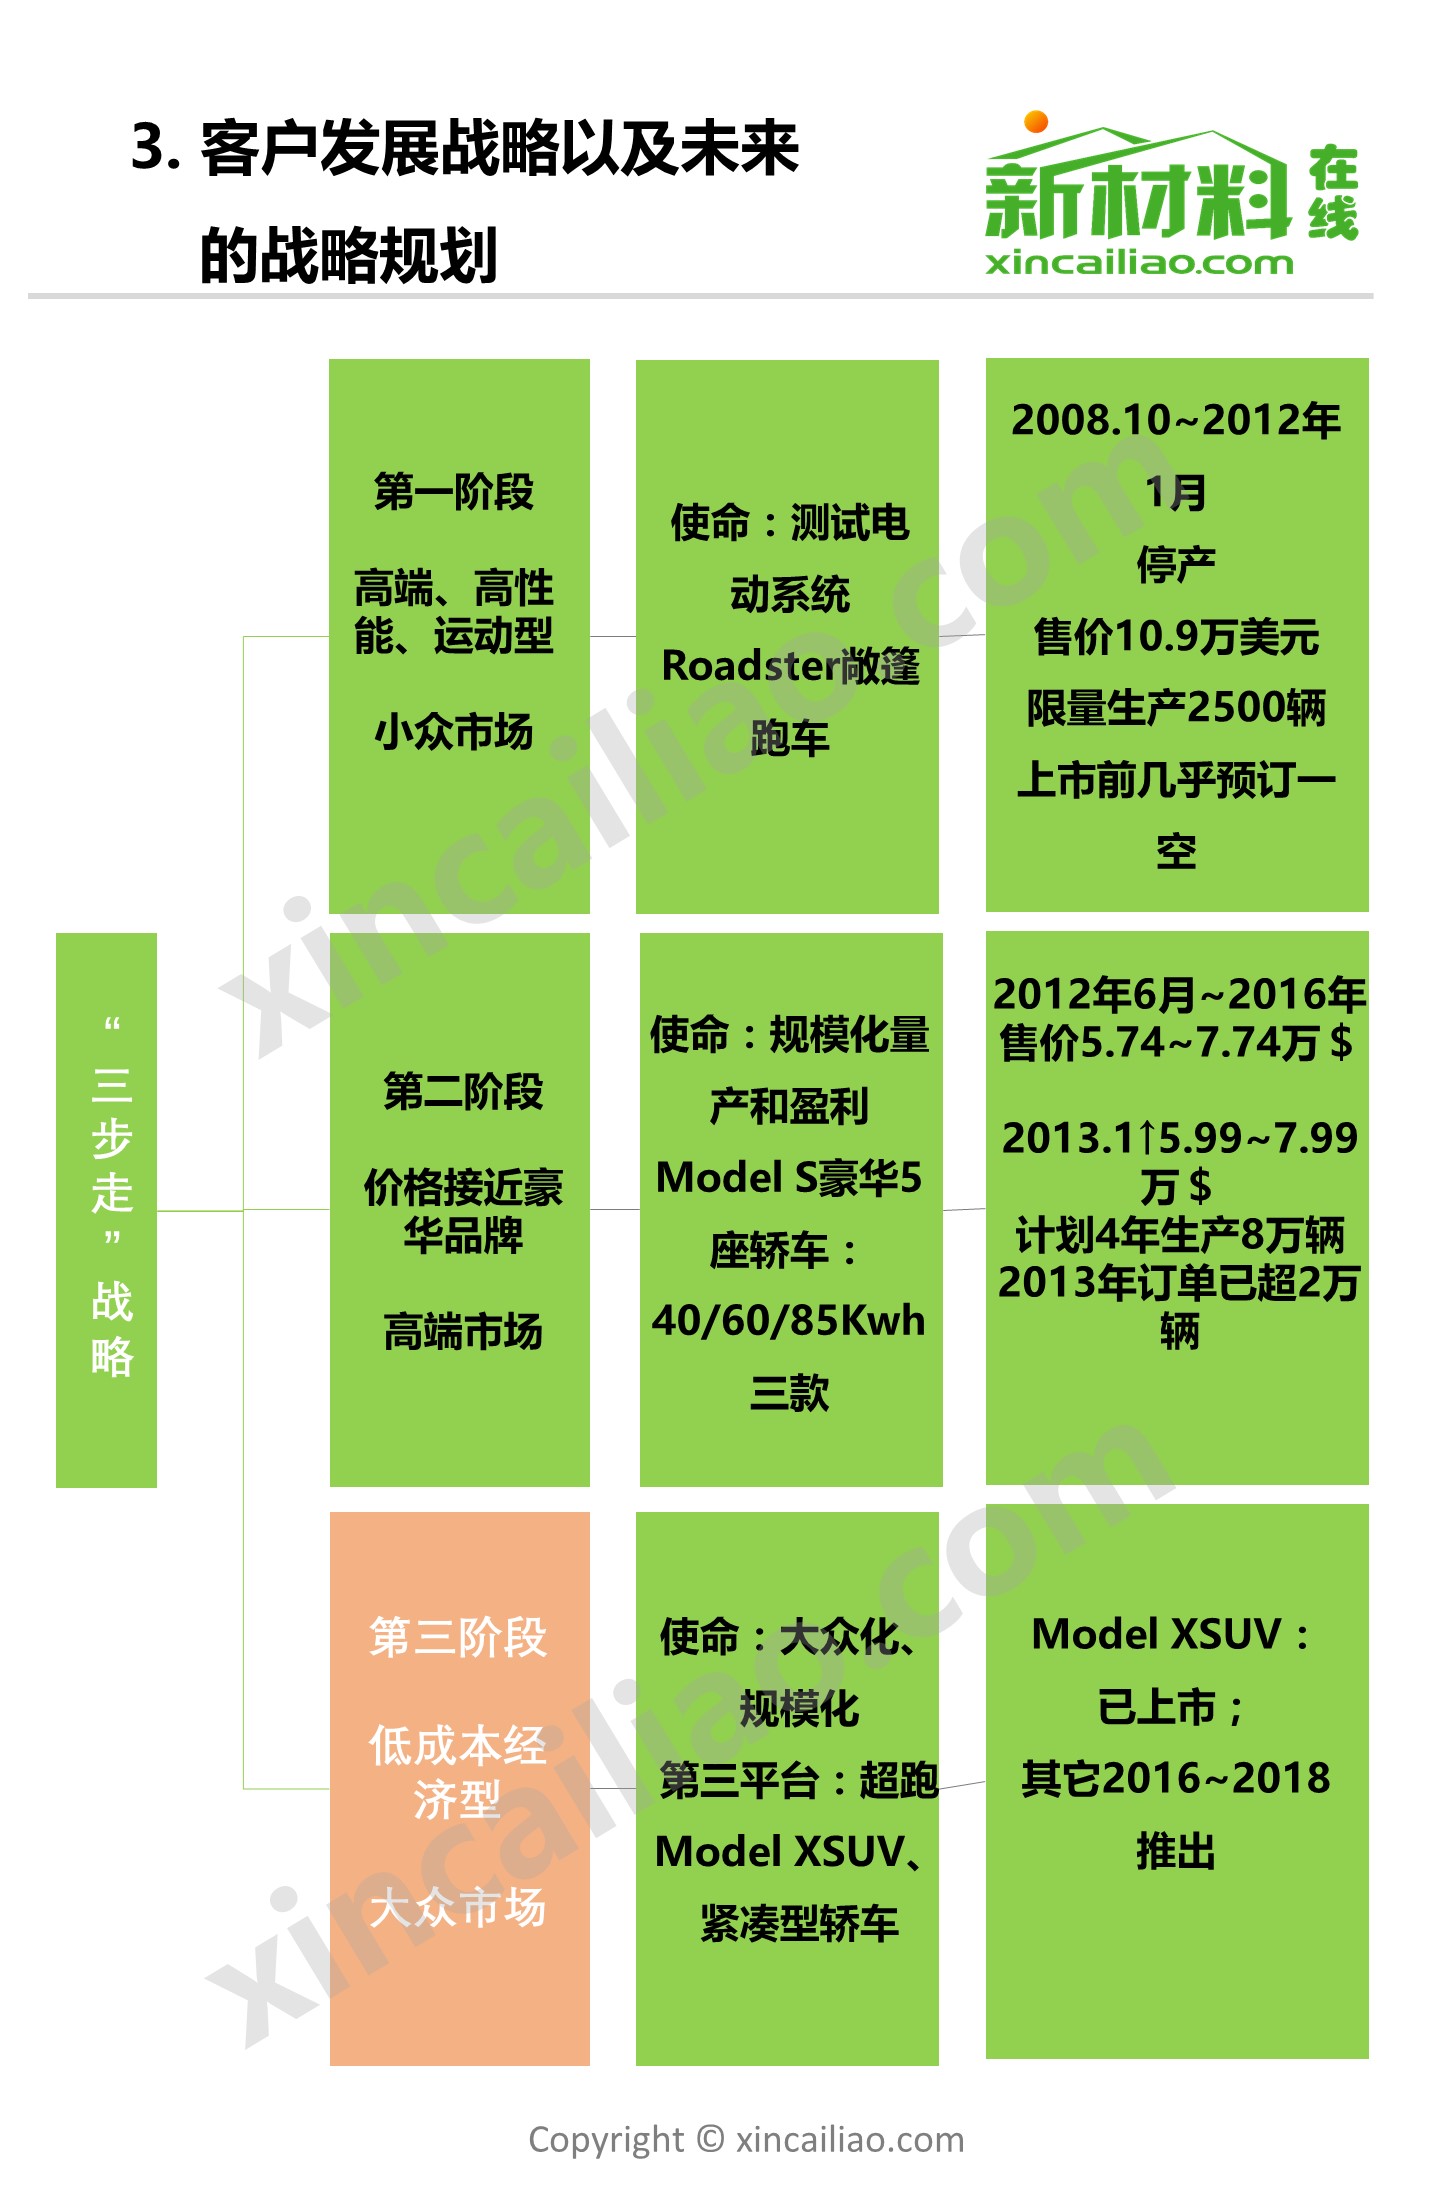 3. 客户发展战略以及未来
的战略规划
新材料在线
xincailiao.com
“三步走”战略
第一阶段
高端、高性
能、运动型
小众市场
使命：测试电
动系统
Roadster敞篷
跑车
2008.10~2012年
1月
停产
售价10.9万美元
限量生产2500辆
上市前几乎预订一
空
第二阶段
价格接近豪
华品牌
高端市场
使命：规模化量
产和盈利
Model S豪华5
座轿车：
40/60/85Kwh
三款
2012年6月~2016年
售价5.74~7.74万＄
2013.1↑5.99~7.99
万＄
计划4年生产8万辆
2013年订单已超2万
辆
第三阶段
低成本经
济型
大众市场
使命：大众化、
规模化
第三平台：超跑
Model XSUV、
紧凑型轿车
Model XSUV：
已上市；
其它2016~2018
推出
xincailiao.com
xincailiao.com
Copyright © xincailiao.com